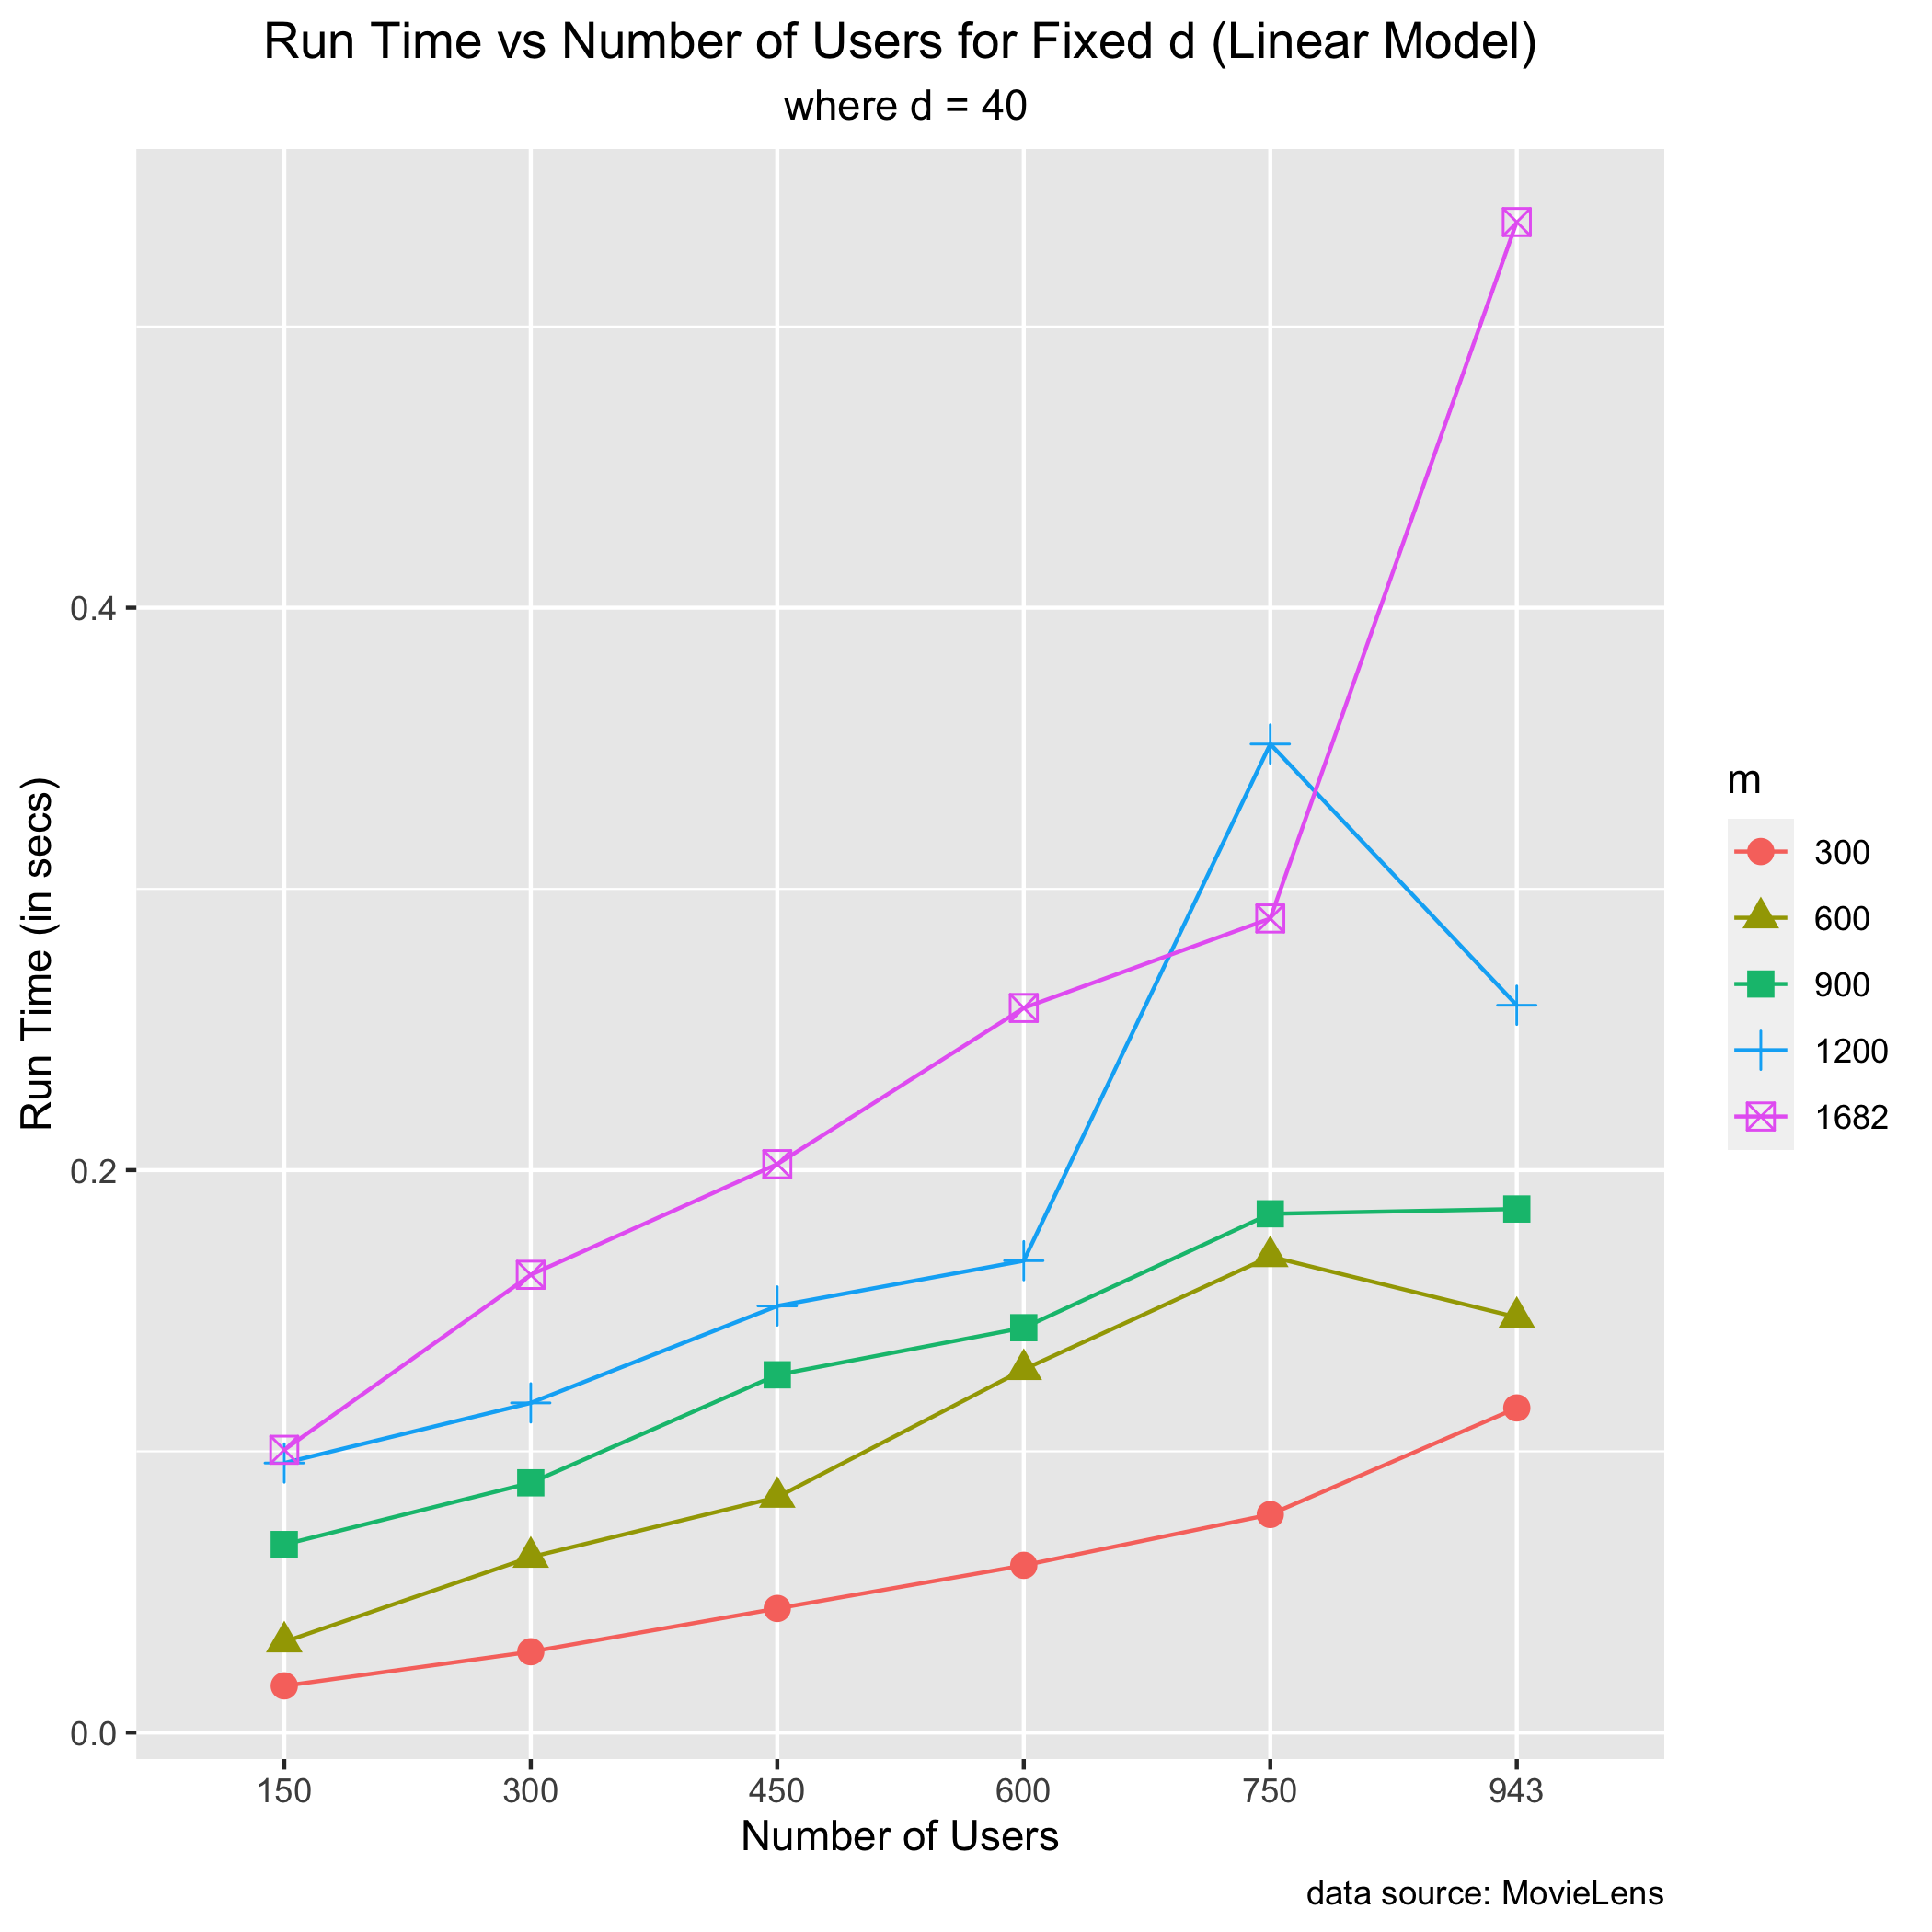 Run Time vs Number of Users for Fixed d (Linear Model)
where d = 40
Run Time (in secs)
0.4
0.2
0.0
150 300 450 600 750 943
Number of Users
m
300
600
900
1200
1682
data source: MovieLens